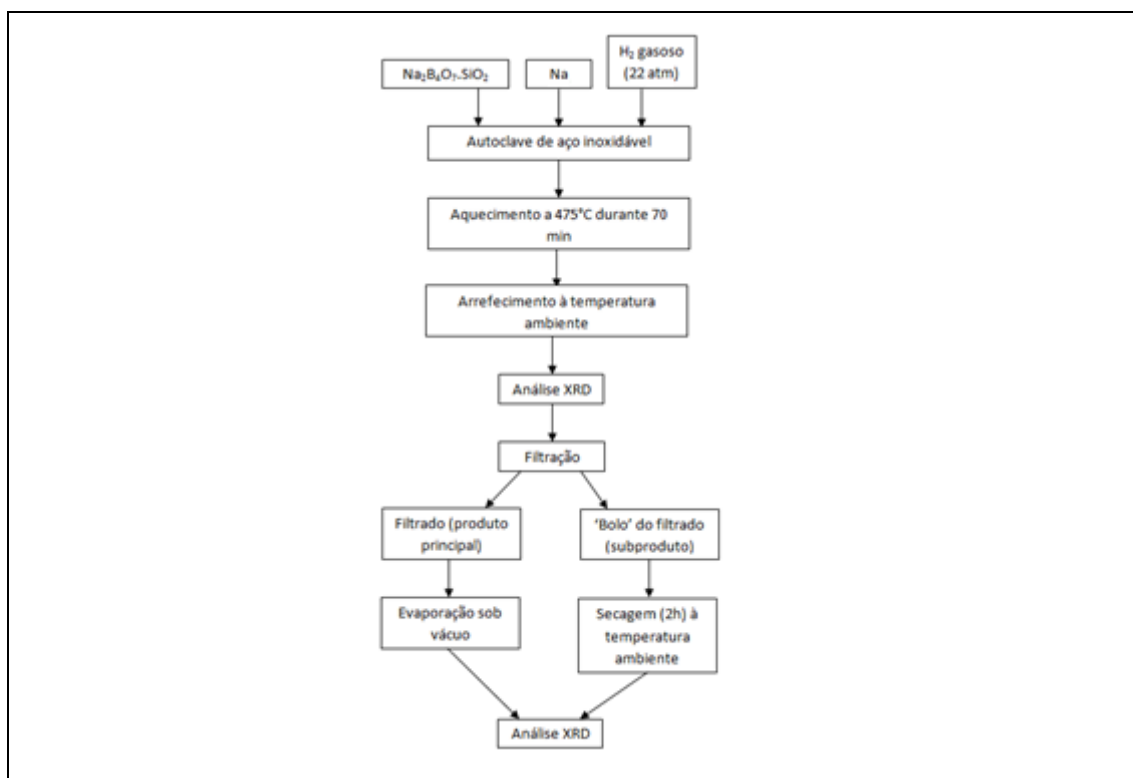 H₂ gasoso
(22 atm)
Na₂B₄O₇.SiO₂
Na
Autoclave de aço inoxidável
Aquecimento a 475°C durante 70
min
Arrefecimento à temperatura
ambiente
Análise XRD
Filtração
Filtrado (produto
principal)
'Bolo' do filtrado
(subproduto)
Evaporação sob
vácuo
Secagem (2h) à
temperatura
ambiente
Análise XRD